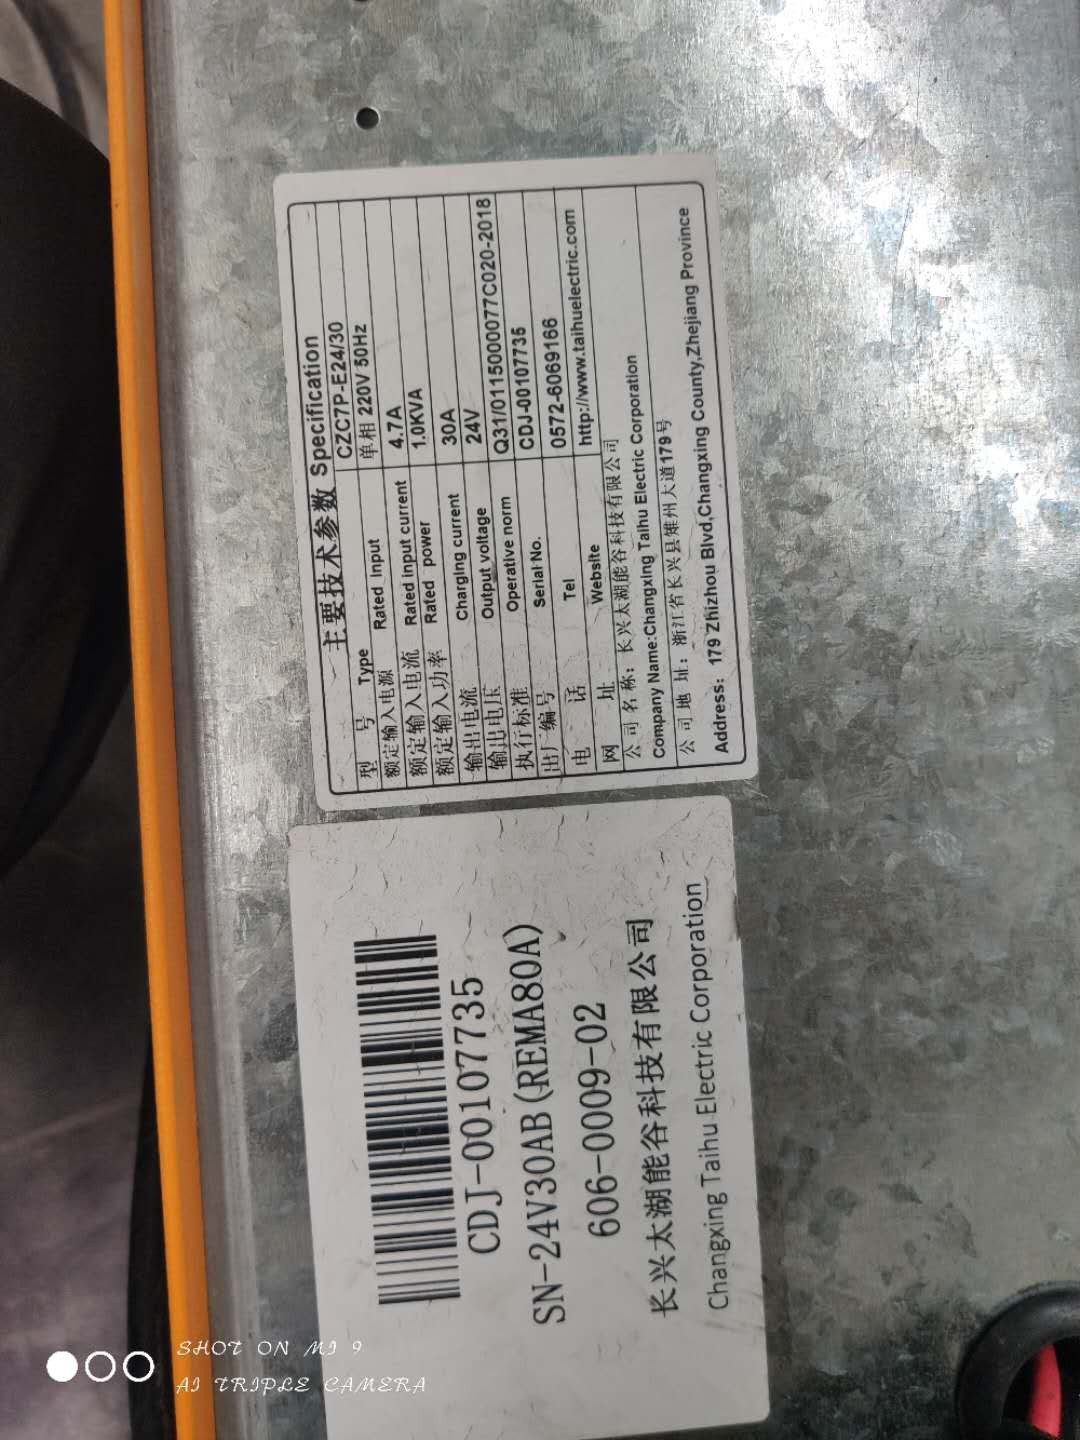 主要技术参数 Specification
型 号 Type CZC7P-E24/30
额定输入电源 Rated input 单相 220V 50Hz
额定输入电流 Rated input current 4.7A
额定输入功率 Rated power 1.0KVA
输出电流 Charging current 30A
输出电压 Output voltage 24V
执行标准 Operative norm Q31/0115000077C020-2018
出厂编号 Serial No. CDJ-00107735
电 话 Tel 0572-6069166
网 址 Website http://www.taihuelectric.com
公司名称：长兴太湖能谷科技有限公司
Company Name:Changxing Taihu Electric Corporation
公司地址：浙江省长兴县雉州大道179号
Address：179 Zhizhou Blvd,Changxing County,Zhejiang Province
CDJ-00107735
SN-24V30AB(REMA80A)
606-0009-02
长兴太湖能谷科技有限公司
Changxing Taihu Electric Corporation
SHOT ON MI 9
AI TRIPLE CAMERA